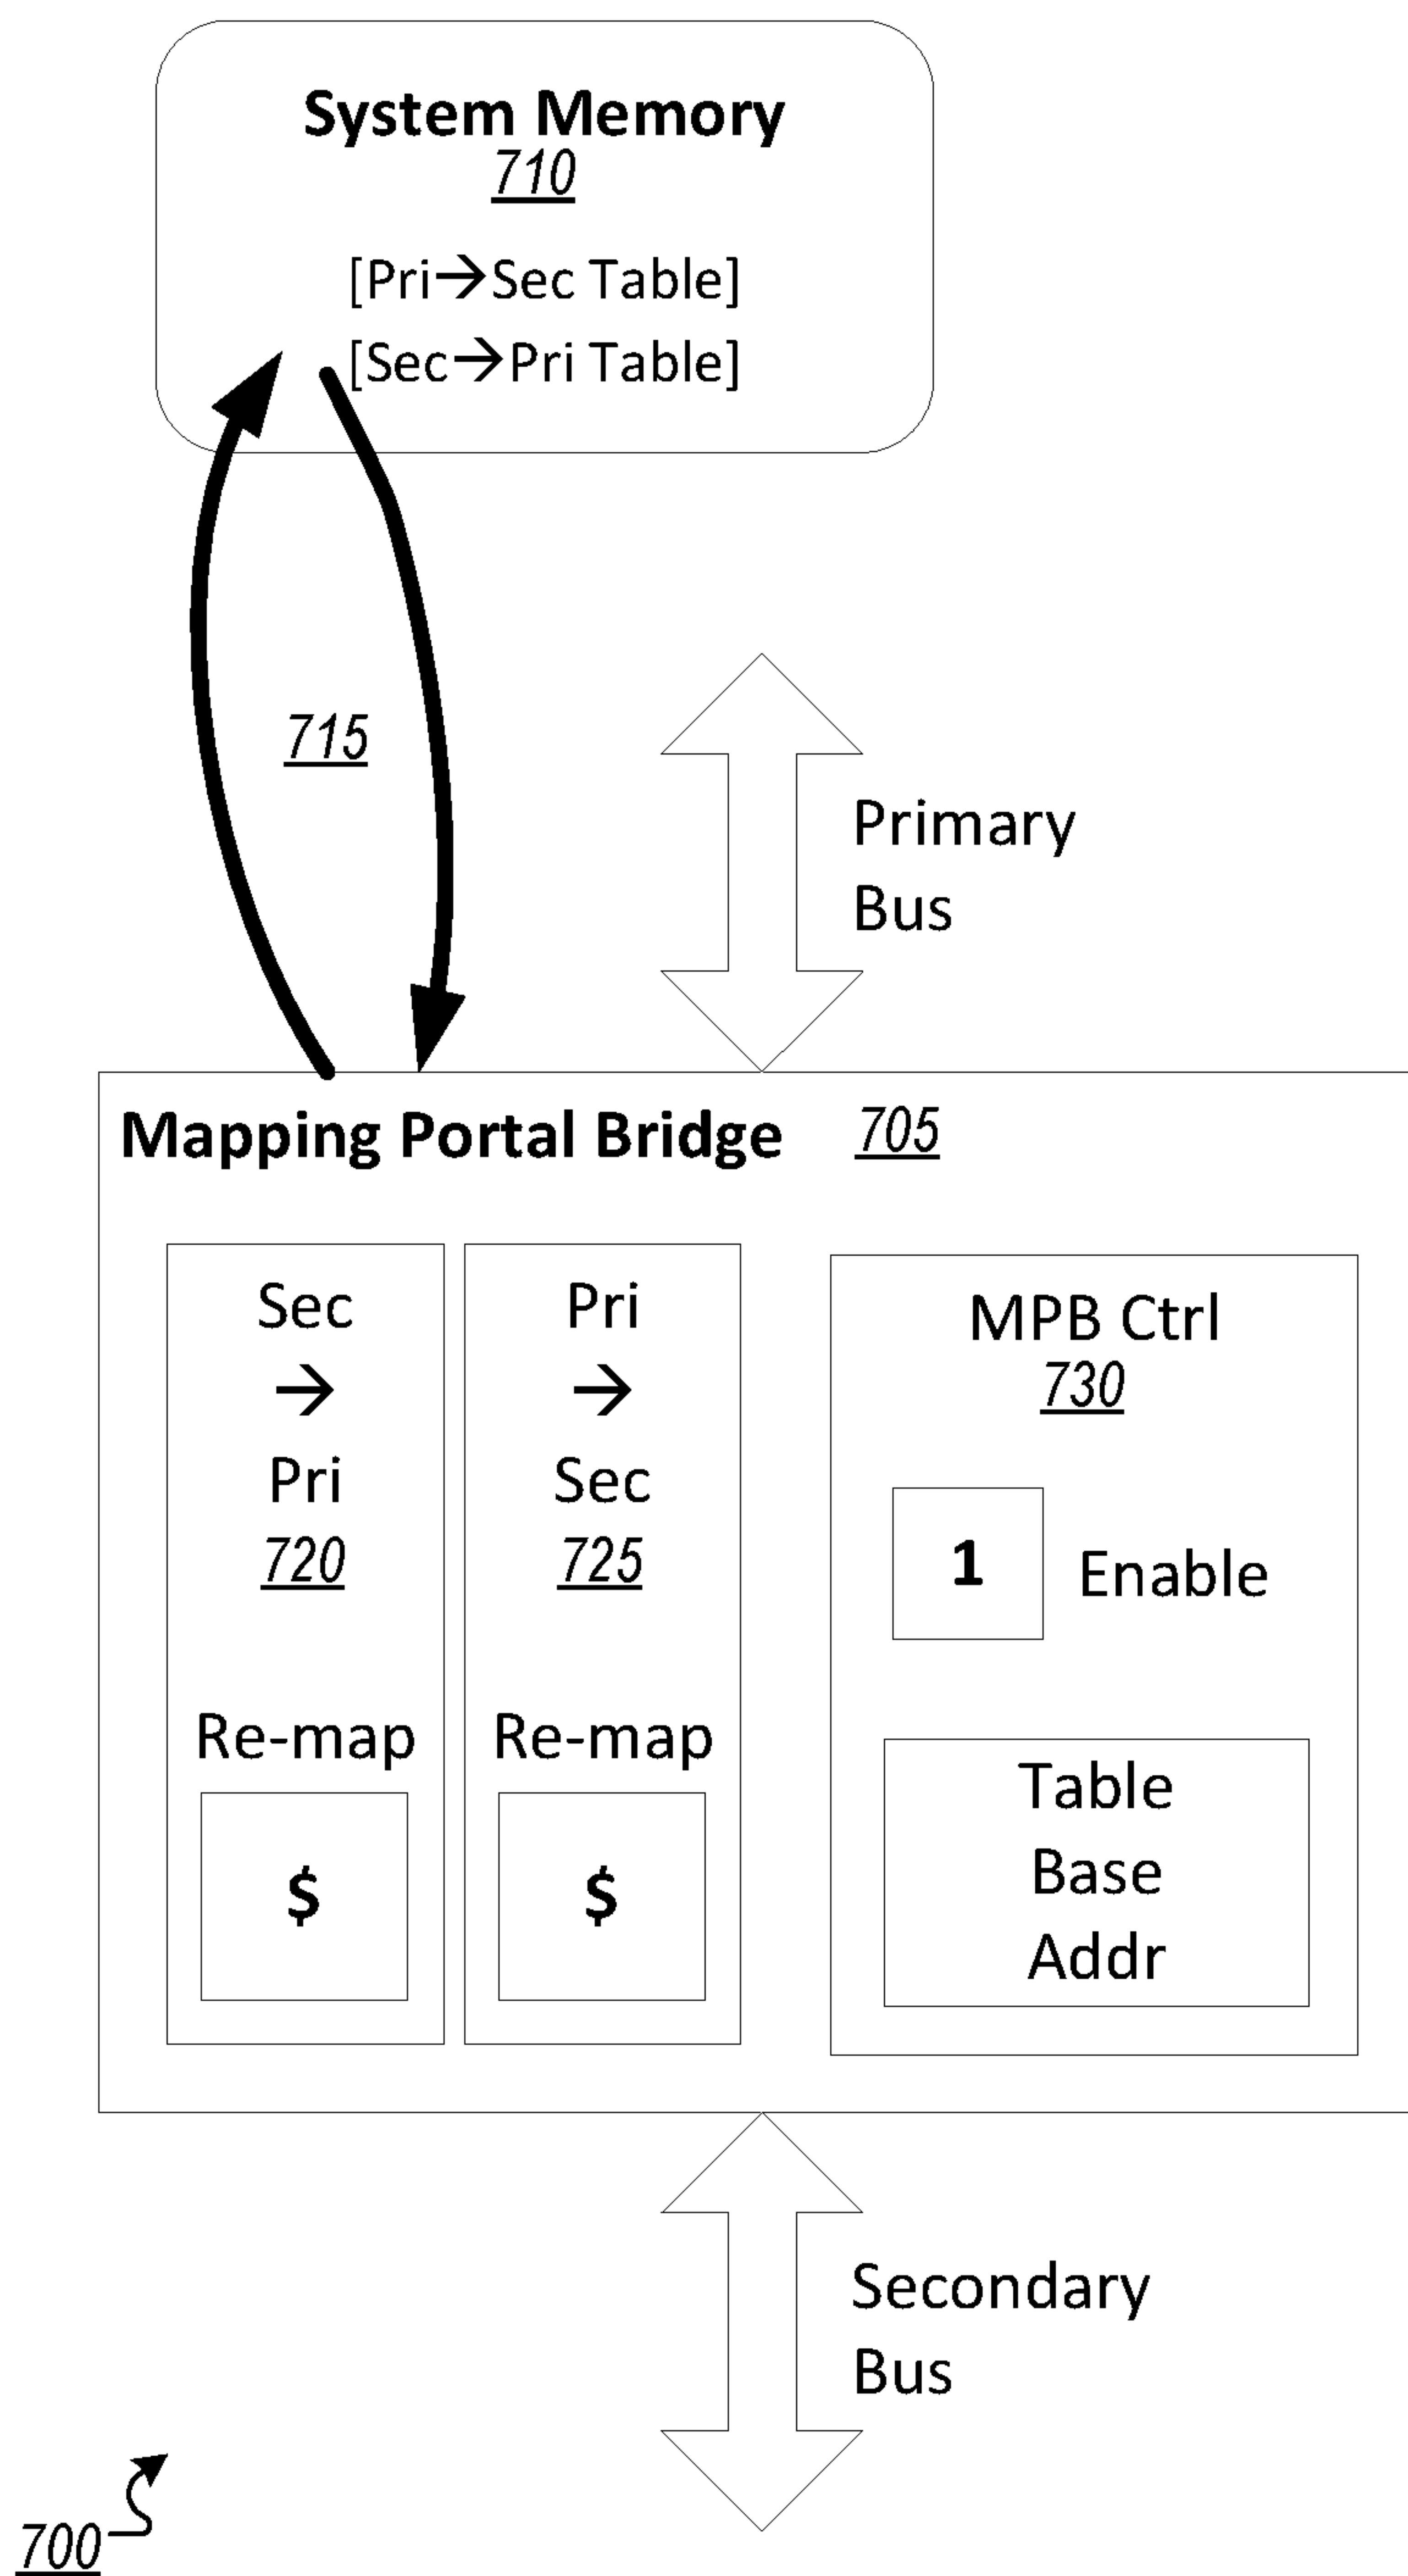 System Memory
710
[Pri→Sec Table]
[Sec→Pri Table]
715
Primary
Bus
Mapping Portal Bridge 705
Sec
→
Pri
720
Re-map
$
Pri
→
Sec
725
Re-map
$
MPB Ctrl
730
1 Enable
Table
Base
Addr
Secondary
Bus
700